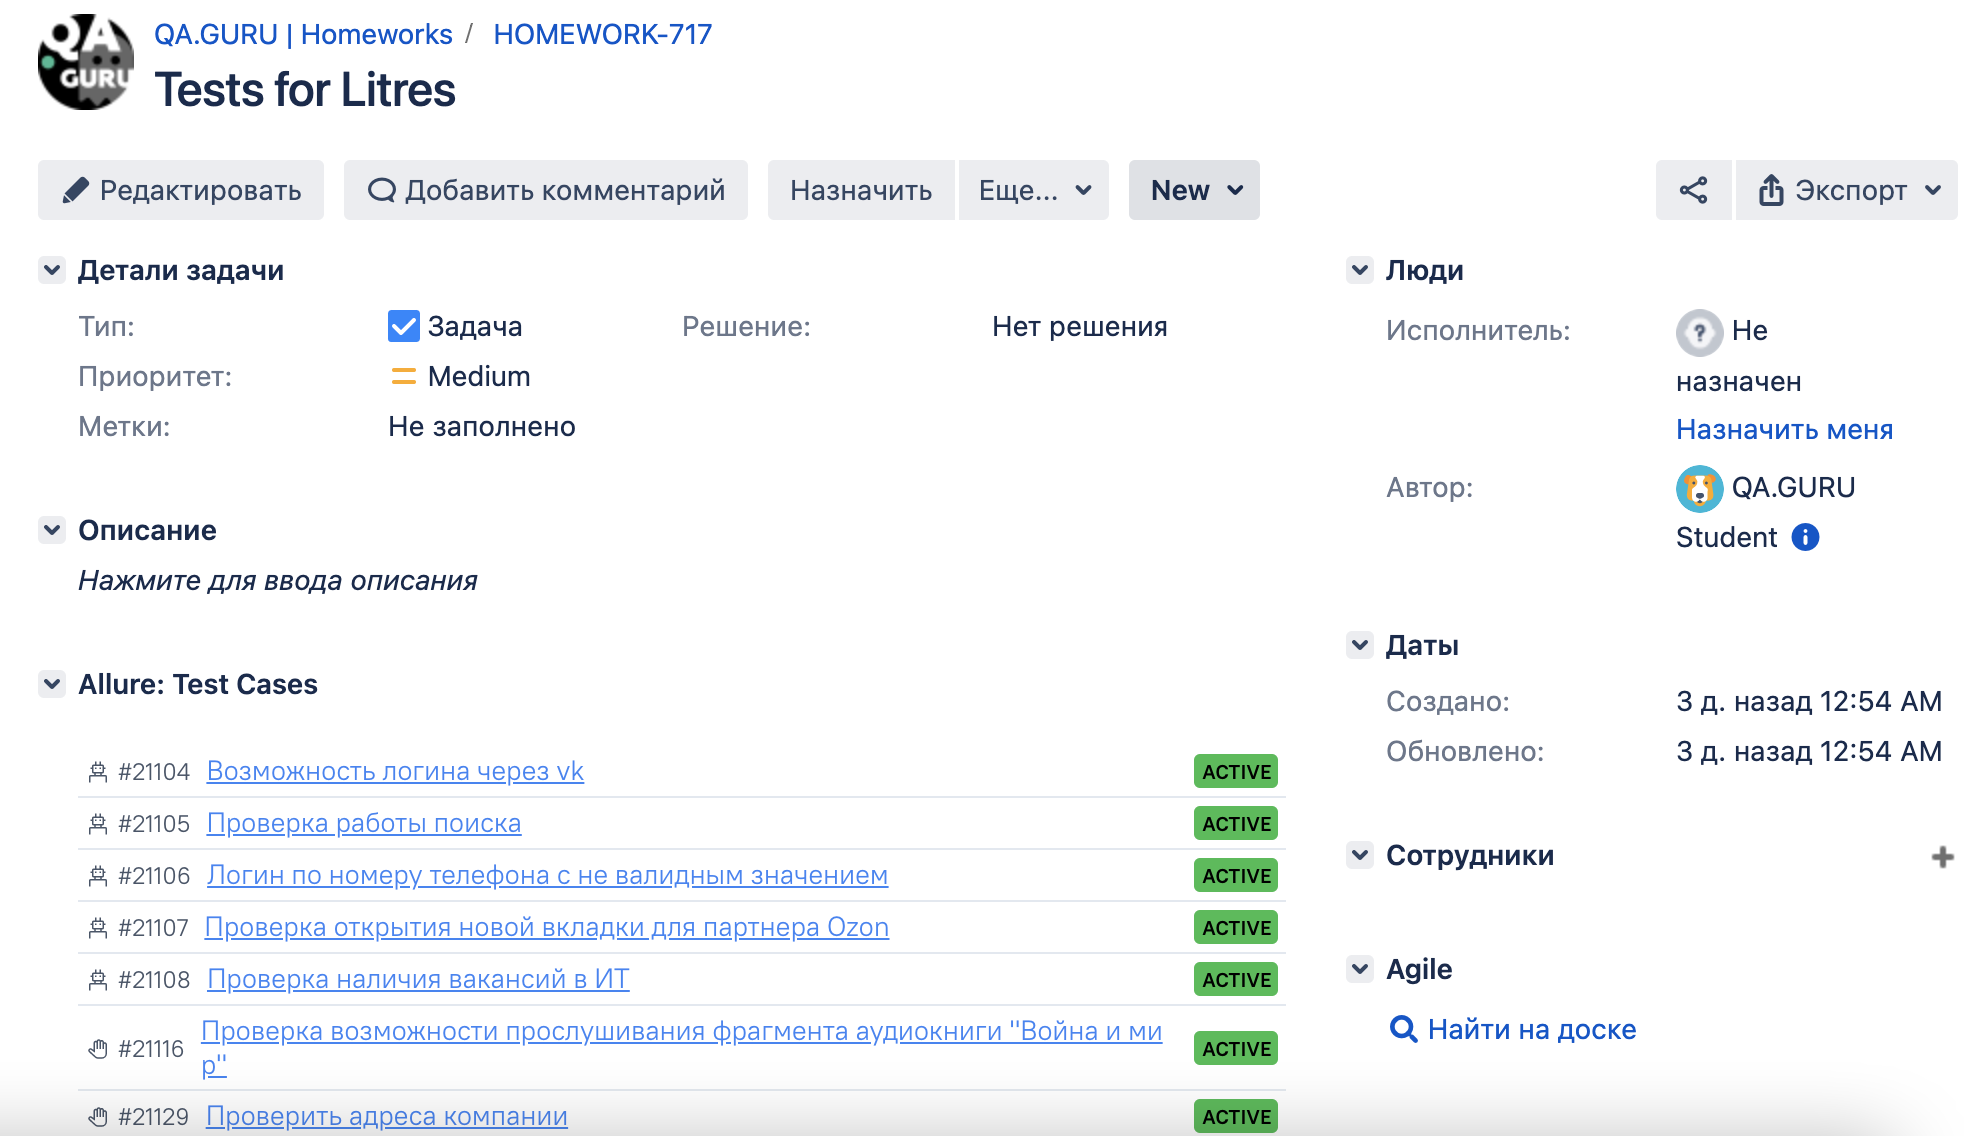 QA GURU
QA.GURU | Homeworks / HOMEWORK-717
Tests for Litres
Редактировать Добавить комментарий Назначить Еще... New Экспорт
Детали задачи
Тип: Задача Решение: Нет решения
Приоритет: Medium
Метки: Не заполнено
Описание
Нажмите для ввода описания
Allure: Test Cases
#21104 Возможность логина через vk ACTIVE
#21105 Проверка работы поиска ACTIVE
#21106 Логин по номеру телефона с не валидным значением ACTIVE
#21107 Проверка открытия новой вкладки для партнера Ozon ACTIVE
#21108 Проверка наличия вакансий в ИТ ACTIVE
#21116 Проверка возможности прослушивания фрагмента аудиокниги "Война и ми
р" ACTIVE
#21129 Проверить адреса компании ACTIVE
Люди
Исполнитель: Не
назначен
Назначить меня
Автор: QA.GURU
Student
Даты
Создано: 3 д. назад 12:54 AM
Обновлено: 3 д. назад 12:54 AM
Сотрудники
Agile
Найти на доске